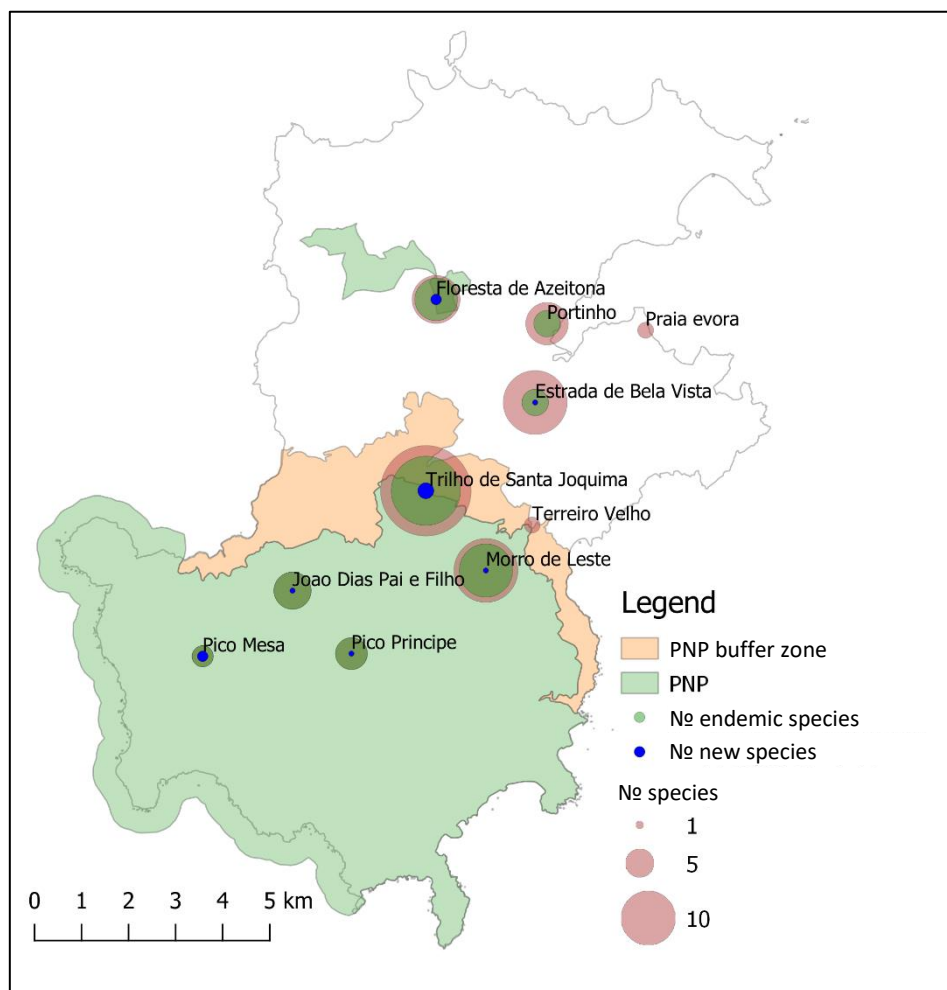 Floresta de Azeitona
Portinho
Praia evora
Estrada de Bela Vista
Trilho de Santa Joquima
Terreiro Velho
Morro de Leste
Joao Dias Pai e Filho
Pico Mesa
Pico Principe
Legend
PNP buffer zone
PNP
№ endemic species
№ new species
№ species
1
5
10
0 1 2 3 4 5 km